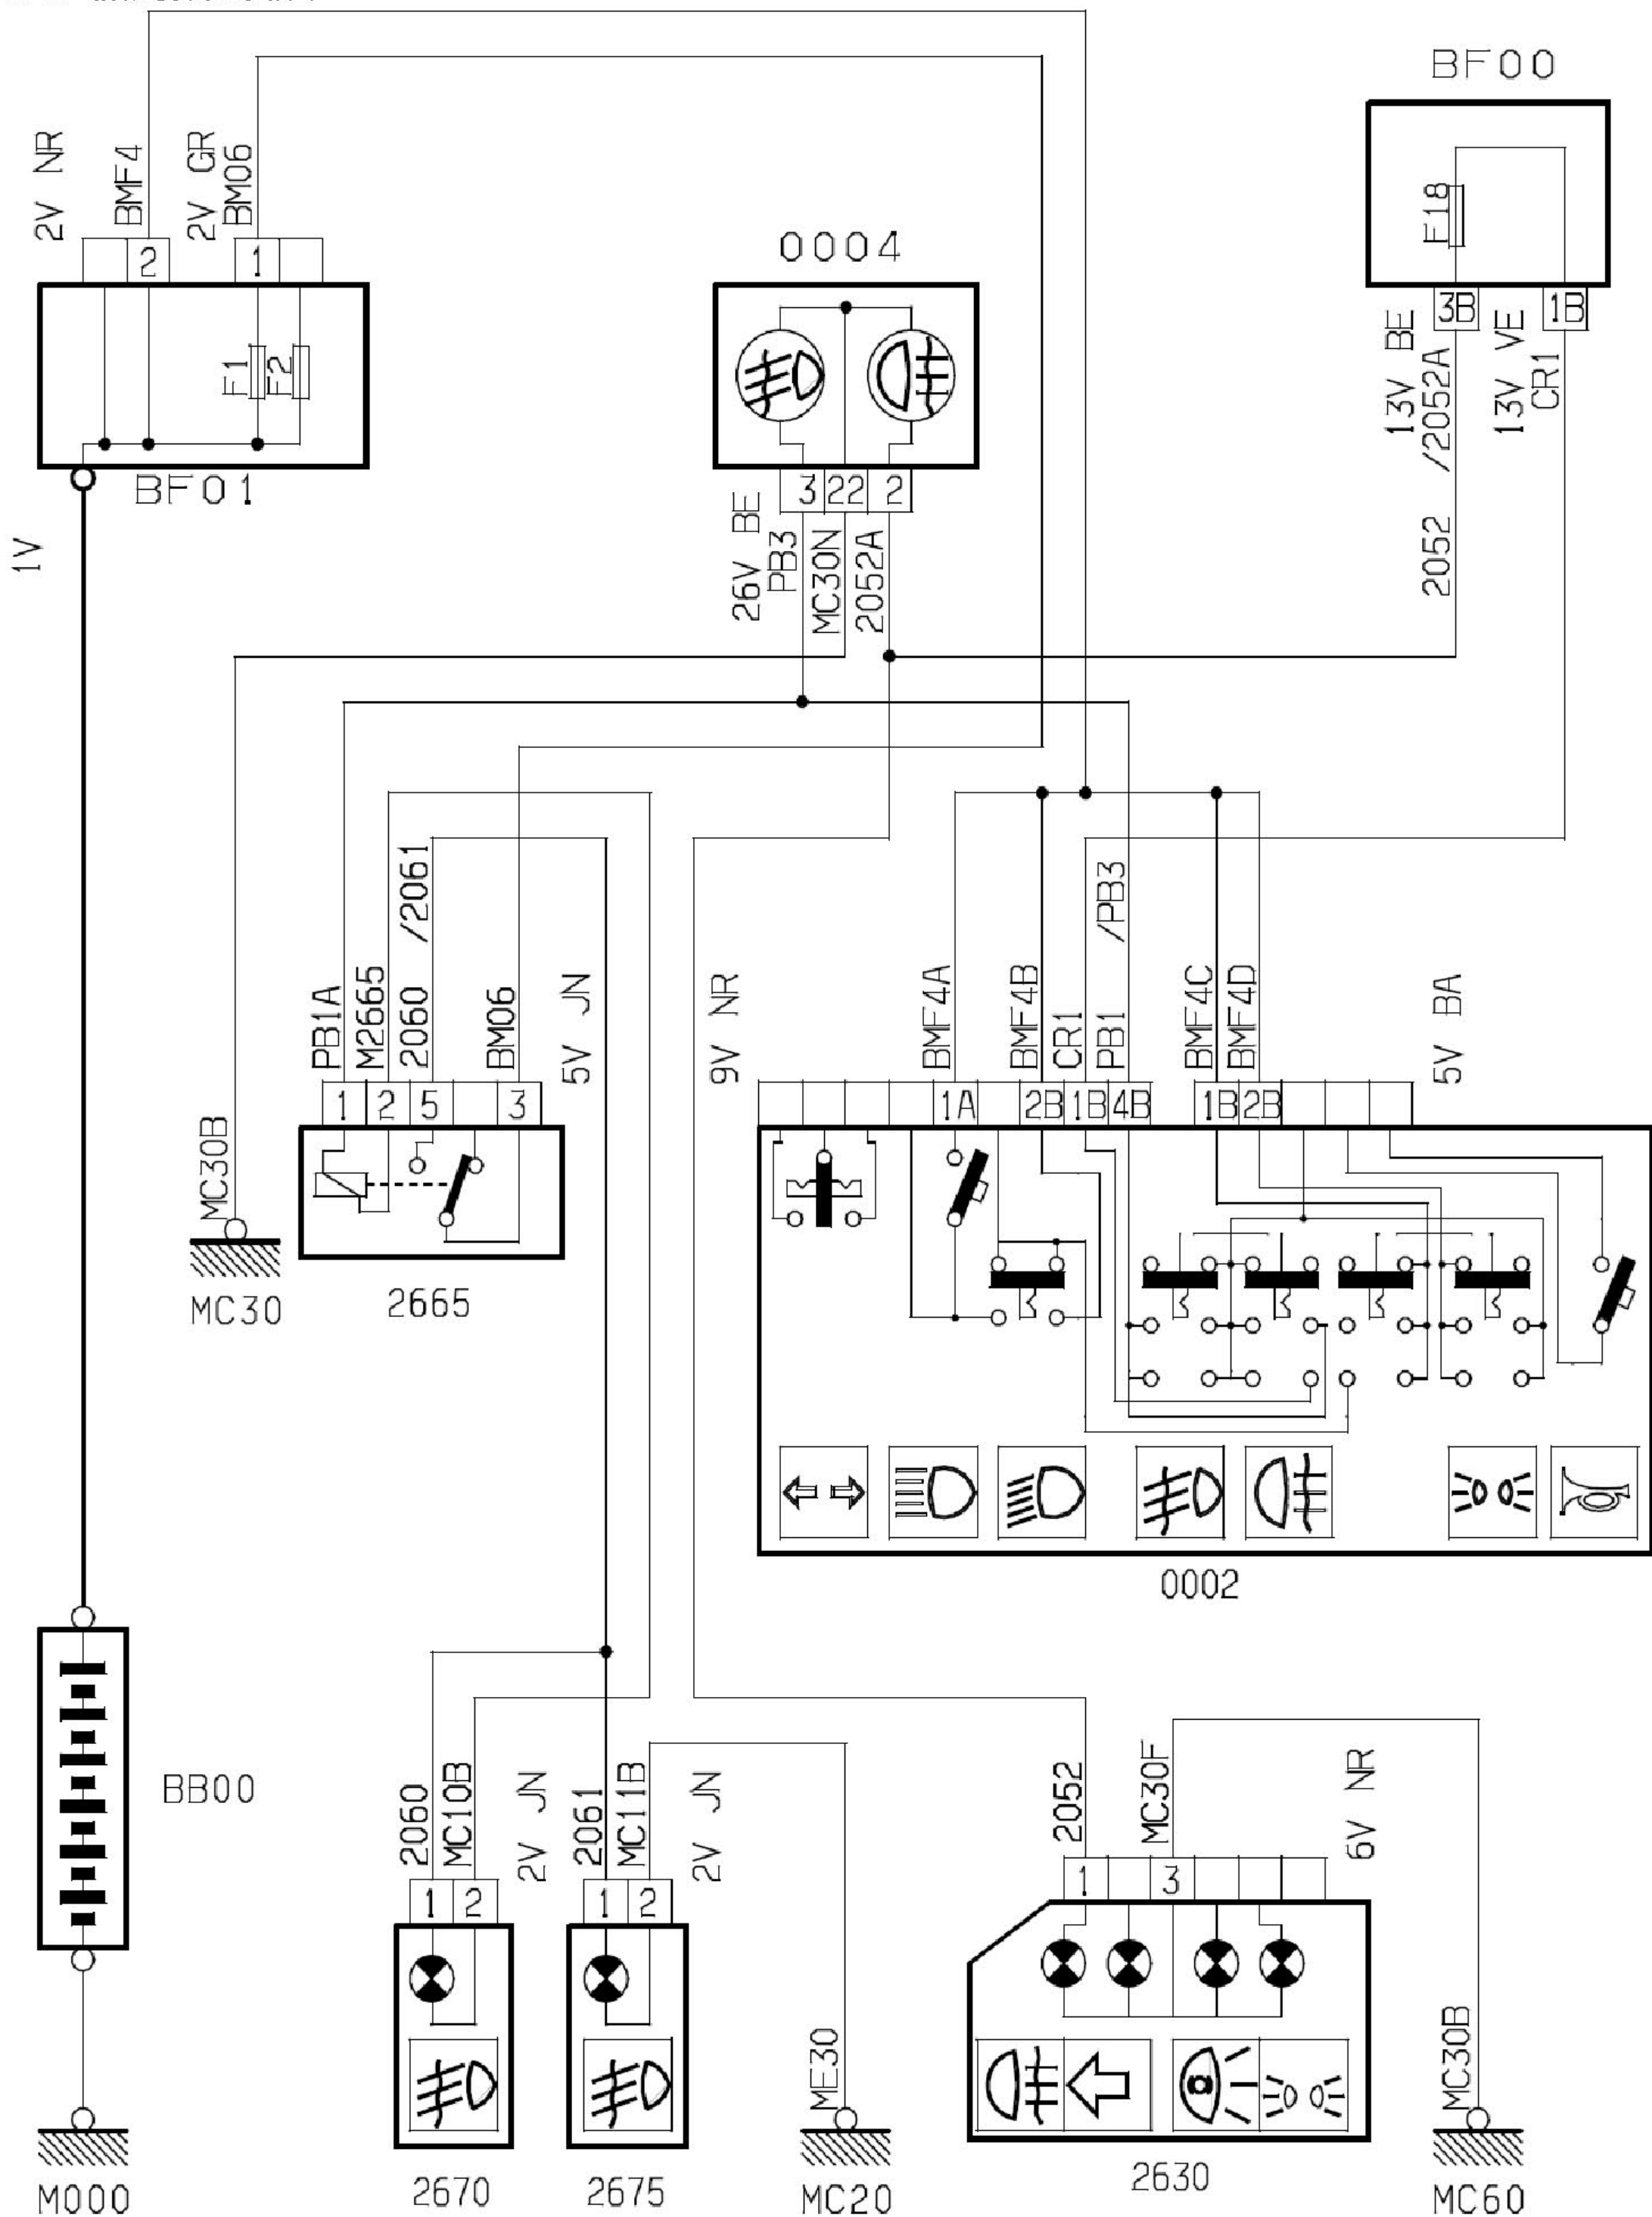 BF00
2V NR
BMF4
2V GR
BM06
2
1
F1
F2
BF01
1V
0004
3 22 2
26V BE
PB3
MC30N
2052A
F18
3B
1B
13V BE
2052 /2052A
13V VE
CR1
PB1A
M2665
2060 /2061
BM06
5V JN
1 2 5 3
2665
MC30B
MC30
9V NR
BMF4A
BMF4B
CR1
PB1 /PB3
BMF4C
BMF4D
5V BA
1A 2B 1B 4B 1B 2B
0002
BB00
M000
2060
MC10B
2V JN
1 2
2670
2061
MC11B
2V JN
1 2
2675
ME30
MC20
2052
MC30F
6V NR
1 3
2630
MC30B
MC60